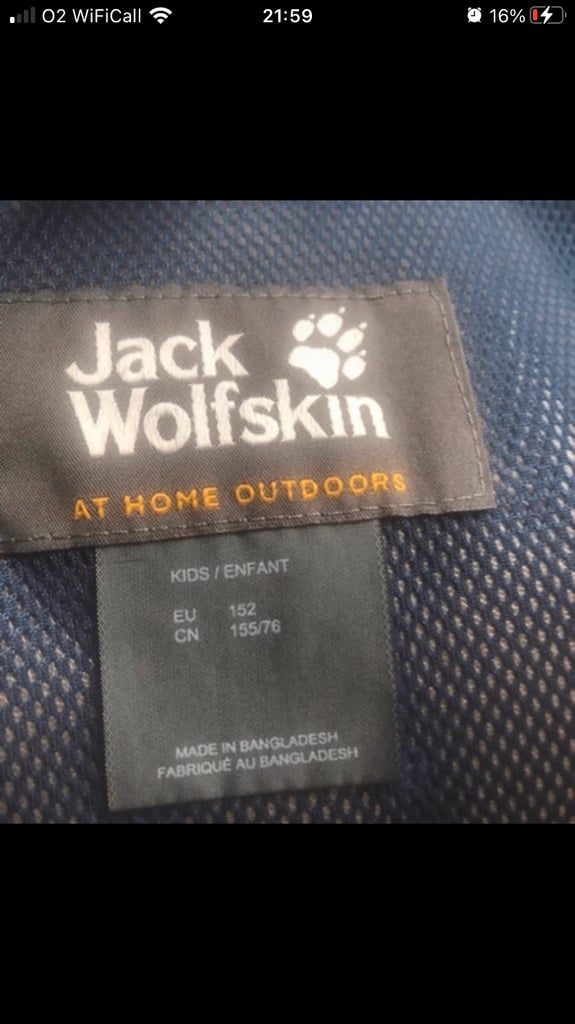 O2 WiFiCall 21:59 16%
Jack
Wolfskin
AT HOME OUTDOORS
KIDS / ENFANT
EU 152
CN 155/76
MADE IN BANGLADESH
FABRIQUÉ AU BANGLADESH